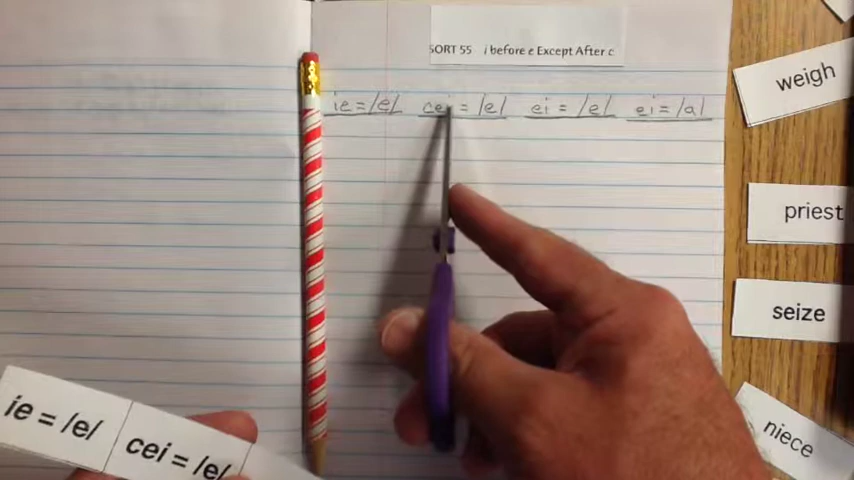 SORT 55 i before e Except After c
ie = /e/ cei = /e/ ei = /e/ ei = /a/
weigh
priest
seize
niece
ie = /e/ cei = /e/